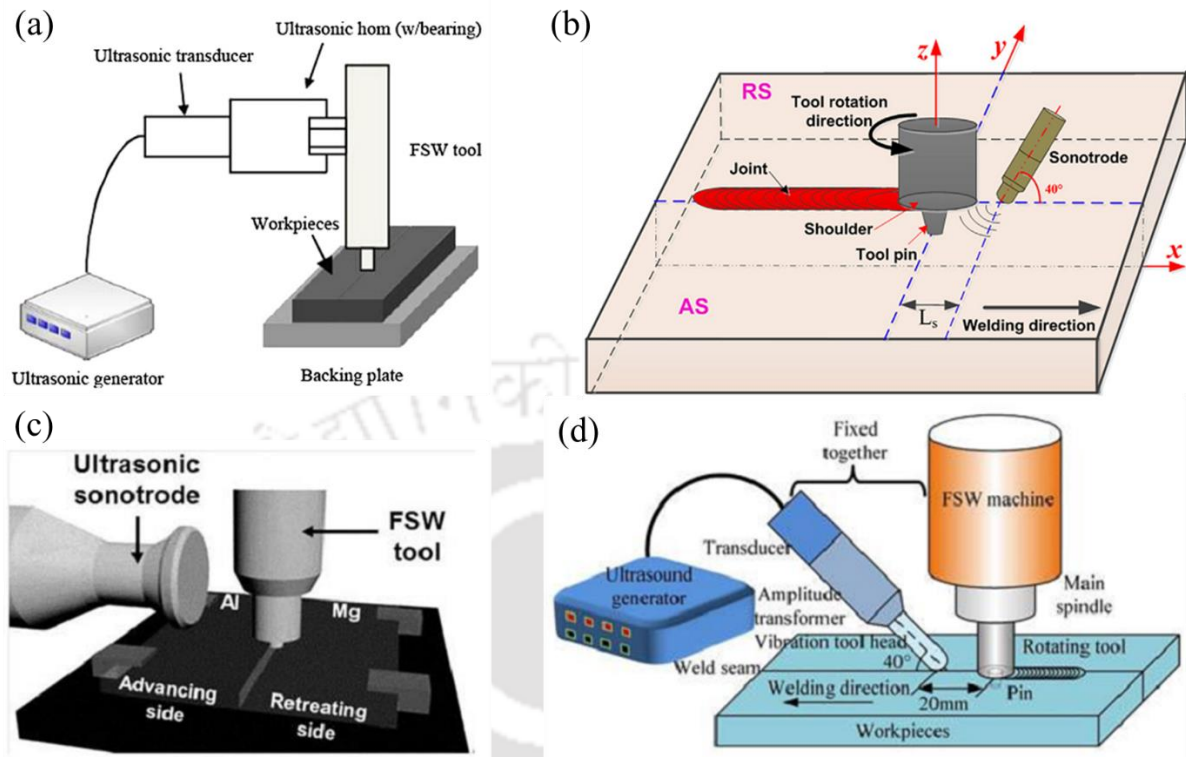 (a)
Ultrasonic hom (w/bearing)
Ultrasonic transducer
FSW tool
Workpieces
Ultrasonic generator
Backing plate
(b)
z
y
RS
Tool rotation
direction
Sonotrode
Joint
40°
Shoulder
Tool pin
x
AS
Ls
Welding direction
(c)
Ultrasonic
sonotrode
FSW
tool
Al
Mg
Advancing
side
Retreating
side
(d)
Fixed
together
FSW machine
Transducer
Ultrasound
generator
Amplitude
transformer
Main
spindle
Vibration tool head
40°
Rotating tool
Weld seam
Welding direction
Pin
20mm
Workpieces